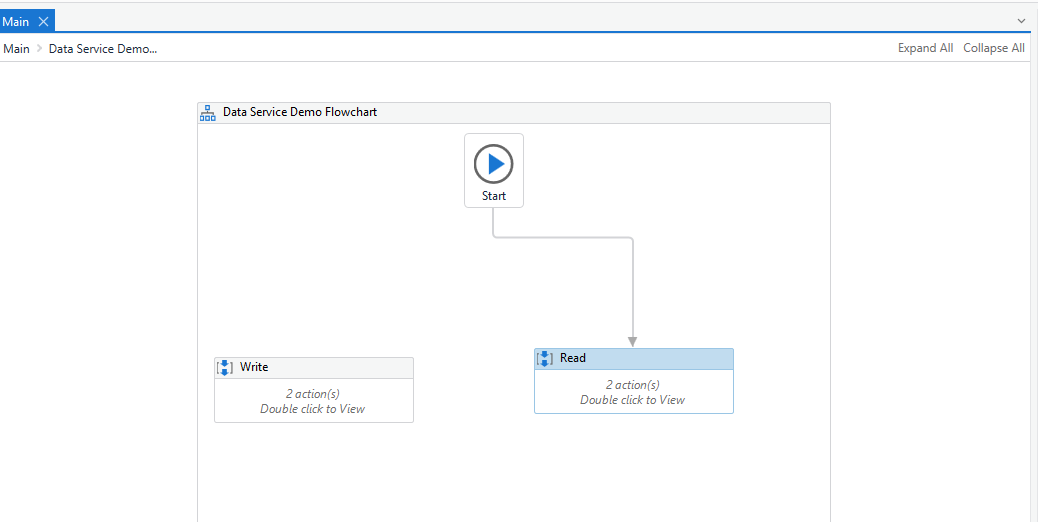 Main
Main > Data Service Demo... Expand All Collapse All
Data Service Demo Flowchart
Start
Write
2 action(s)
Double click to View
Read
2 action(s)
Double click to View